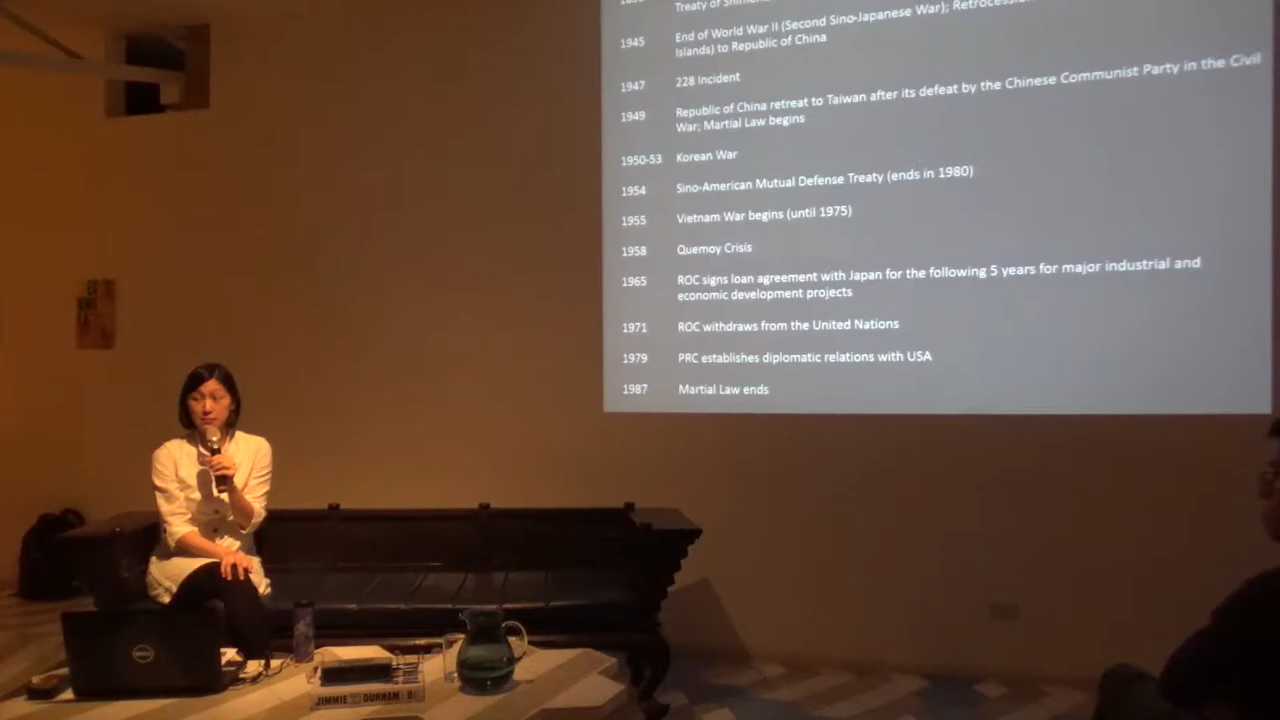 Treaty of
1945 End of World War II (Second Sino-Japanese War);
Islands) to Republic of China
1947 228 Incident
1949 Republic of China retreat to Taiwan after its defeat by the Chinese Communist Party in the Civil
War; Martial Law begins
1950-53 Korean War
1954 Sino-American Mutual Defense Treaty (ends in 1980)
1955 Vietnam War begins (until 1975)
1958 Quemoy Crisis
1965 ROC signs loan agreement with Japan for the following 5 years for major industrial and
economic development projects
1971 ROC withdraws from the United Nations
1979 PRC establishes diplomatic relations with USA
1987 Martial Law ends
DELL
JIMMIE DURHAM